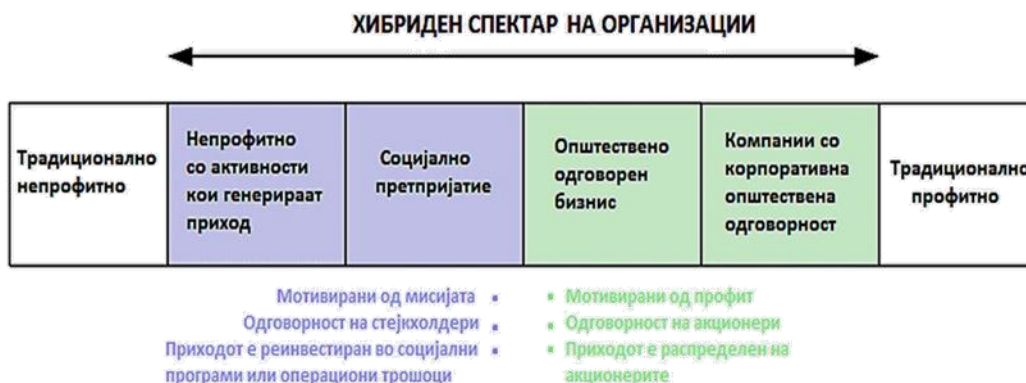 ХИБРИДЕН СПЕКТАР НА ОРГАНИЗАЦИИ
Традиционално
непрофитно
Непрофитно
со активности
кои генерираат
приход
Социјално
претпријатие
Општествено
одговорен
бизнис
Компании со
корпоративна
општествена
одговорност
Традиционално
профитно
Мотивирани од мисијата
Одговорност на стејкхолдери
Приходот е реинвестиран во социјални
програми или операциони трошоци
Мотивирани од профит
Одговорност на акционери
Приходот е распределен на
акционерите